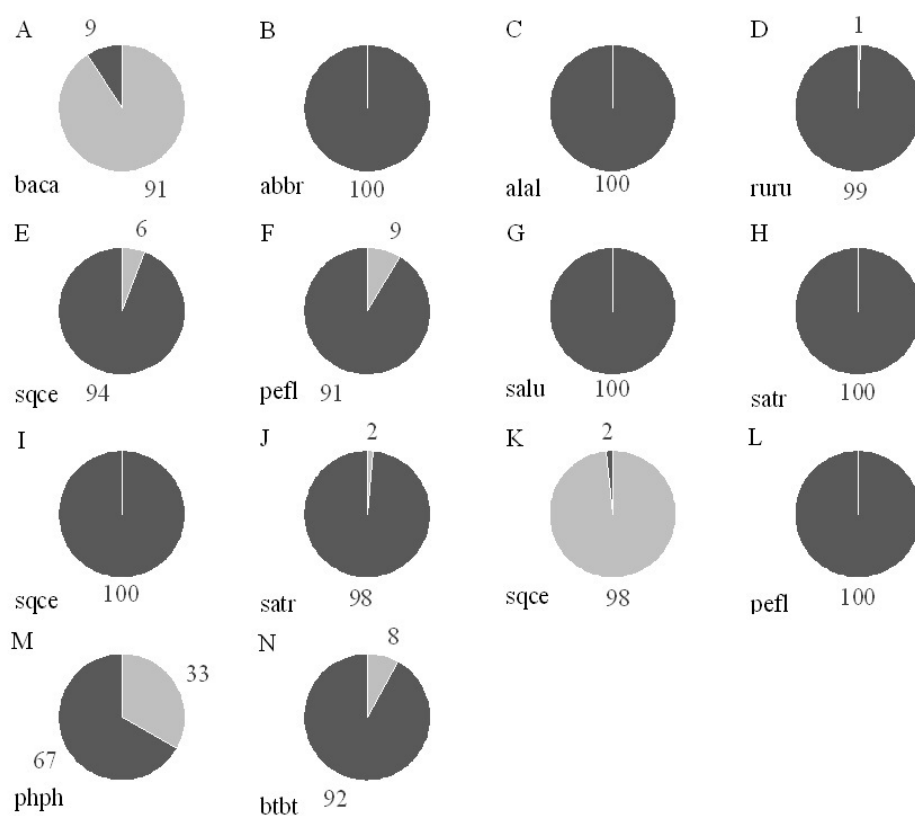 A 9 B C D 1
baca 91 abbr 100 alal 100 ruru 99
E 6 F 9 G H
sqce 94 pefl 91 salu 100 satr 100
I J 2 K 2 L
sqce 100 satr 98 sqce 98 pefl 100
M 33 N 8
67
phph btbt 92